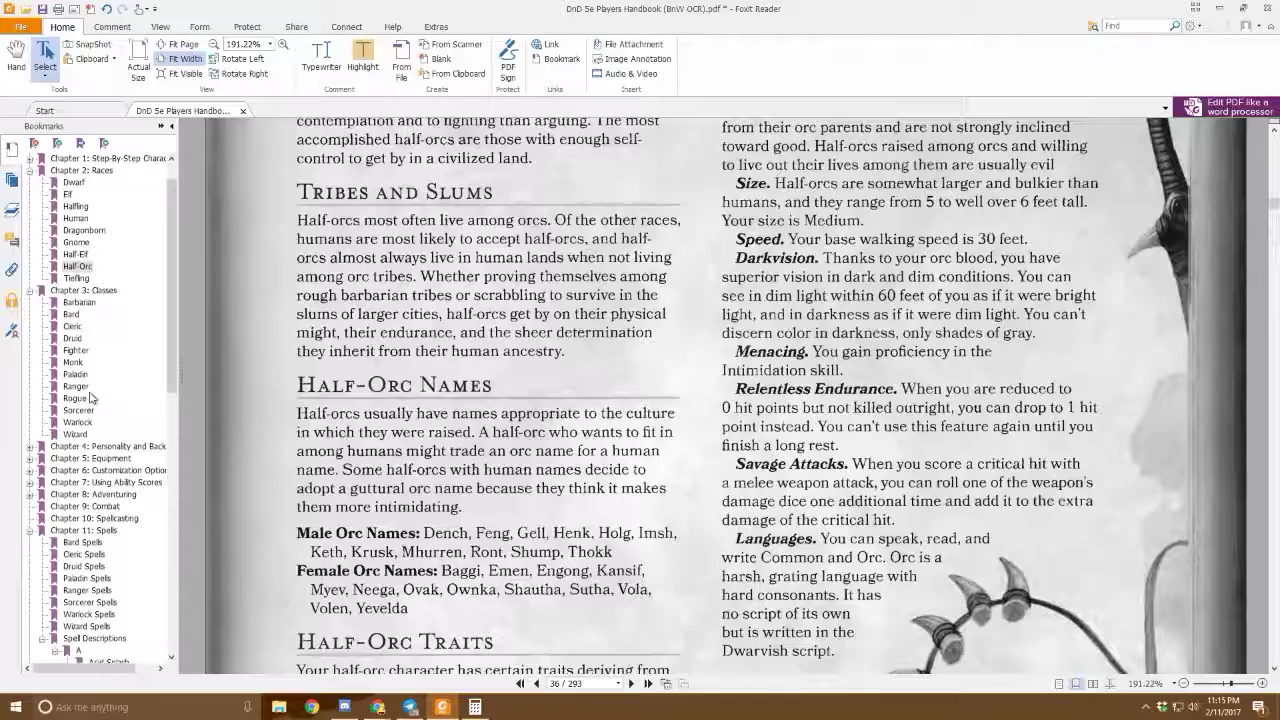 DnD 5e Players Handbook (BnW OCR).pdf * - Foxit Reader
File Home Comment View Form Protect Share Connect Help Extras
Find
SnapShot
Clipboard
Hand
Select
Tools
Actual Size
Fit Page
Fit Width
Fit Visible
191.22%
Rotate Left
Rotate Right
View
Typewriter
Highlight
Comment
From File
From Scanner
Blank
From Clipboard
Create
PDF Sign
Protect
Link
Bookmark
Links
File Attachment
Image Annotation
Audio & Video
Insert
Start
DnD 5e Players Handbo...
Edit PDF like a
word processor
Bookmarks
Chapter 1: Step-By-Step Charac
Chapter 2: Races
Dwarf
Elf
Halfling
Human
Dragonborn
Gnome
Half-Elf
Half-Orc
Tiefling
Chapter 3: Classes
Barbarian
Bard
Cleric
Druid
Fighter
Monk
Paladin
Ranger
Rogue
Sorcerer
Warlock
Wizard
Chapter 4: Personality and Back
Chapter 5: Equipment
Chapter 6: Customization Option
Chapter 7: Using Ability Scores
Chapter 8: Adventuring
Chapter 9: Combat
Chapter 10: Spellcasting
Chapter 11: Spells
Bard Spells
Cleric Spells
Druid Spells
Paladin Spells
Ranger Spells
Sorcerer Spells
Warlock Spells
Wizard Spells
Spell Descriptions
A
Acid Splash
contemplation and to fighting than loafing. The most
accomplished half-orcs are those with enough self-
control to get by in a civilized land.
TRIBES AND SLUMS
Half-orcs most often live among orcs. Of the other races,
humans are most likely to accept half-orcs, and half-
orcs almost always live in human lands when not living
among orc tribes. Whether proving themselves among
rough barbarian tribes or scrabbling to survive in the
slums of larger cities, half-orcs get by on their physical
might, their endurance, and the sheer determination
they inherit from their human ancestry.
HALF-ORC NAMES
Half-orcs usually have names appropriate to the culture
in which they were raised. A half-orc who wants to fit in
among humans might trade an orc name for a human
name. Some half-orcs with human names decide to
adopt a guttural orc name because they think it makes
them more intimidating.
Male Orc Names: Dench, Feng, Gell, Henk, Holg, Imsh,
Keth, Krusk, Mhurren, Ront, Shump, Thokk
Female Orc Names: Baggi, Emen, Engong, Kansif,
Myev, Neega, Ovak, Ownka, Shautha, Sutha, Vola,
Volen, Yevelda
HALF-ORC TRAITS
Your half-orc character has certain traits deriving from
from their orc parents and are not strongly inclined
toward good. Half-orcs raised among orcs and willing
to live out their lives among them are usually evil
Size. Half-orcs are somewhat larger and bulkier than
humans, and they range from 5 to well over 6 feet tall.
Your size is Medium.
Speed. Your base walking speed is 30 feet.
Darkvision. Thanks to your orc blood, you have
superior vision in dark and dim conditions. You can
see in dim light within 60 feet of you as if it were bright
light, and in darkness as if it were dim light. You can't
discern color in darkness, only shades of gray.
Menacing. You gain proficiency in the
Intimidation skill.
Relentless Endurance. When you are reduced to
0 hit points but not killed outright, you can drop to 1 hit
point instead. You can't use this feature again until you
finish a long rest.
Savage Attacks. When you score a critical hit with
a melee weapon attack, you can roll one of the weapon's
damage dice one additional time and add it to the extra
damage of the critical hit.
Languages. You can speak, read, and
write Common and Orc. Orc is a
harsh, grating language with
hard consonants. It has
no script of its own
but is written in the
Dwarvish script.
36 / 293
191.22%
Ask me anything
11:15 PM
2/11/2017